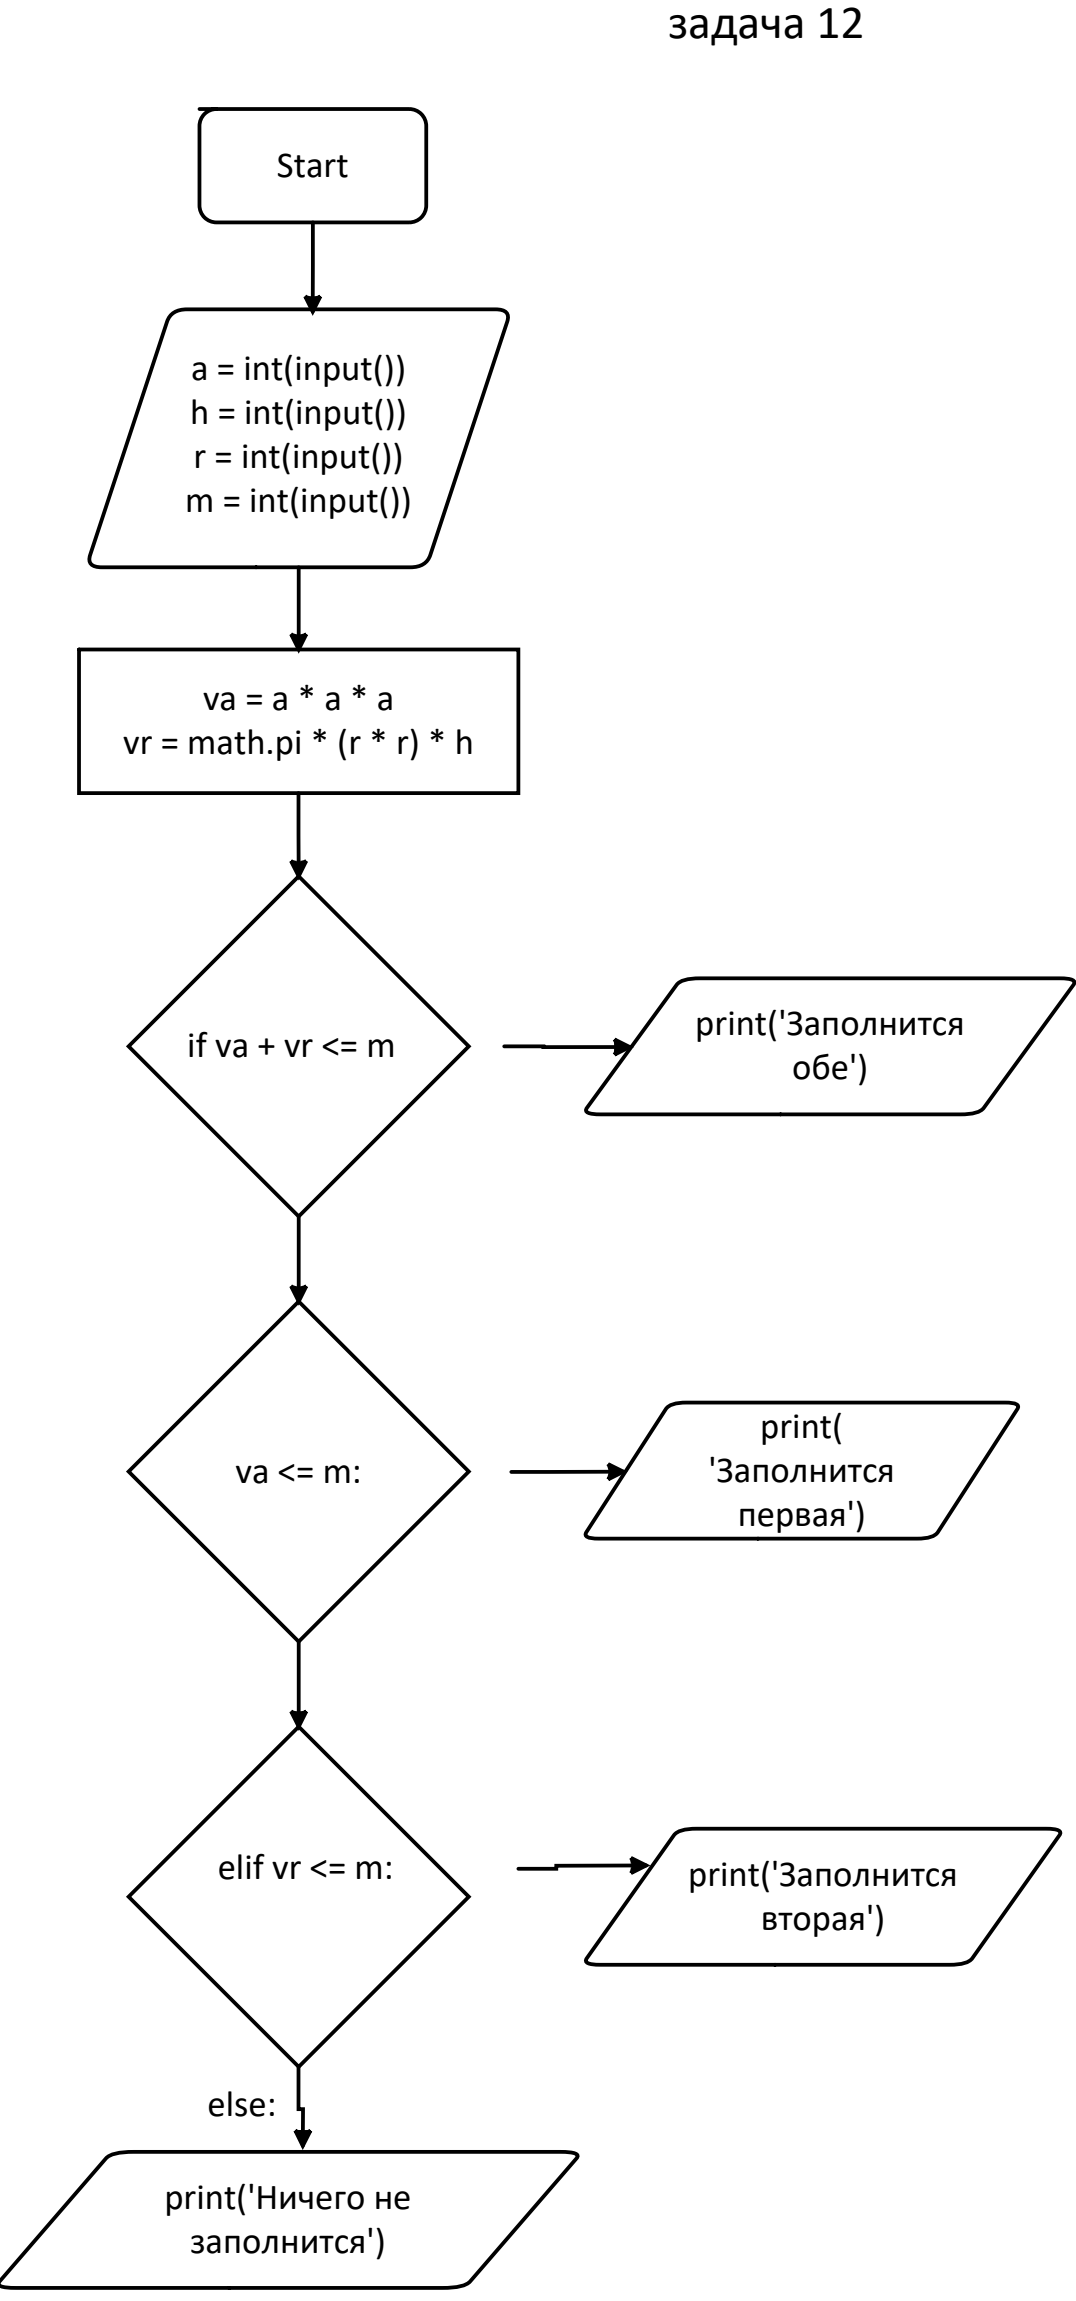 задача 12
Start
a = int(input())
h = int(input())
r = int(input())
m = int(input())
va = a * a * a
vr = math.pi * (r * r) * h
if va + vr <= m
print('Заполнится
обе')
va <= m:
print(
'Заполнится
первая')
elif vr <= m:
print('Заполнится
вторая')
else:
print('Ничего не
заполнится')